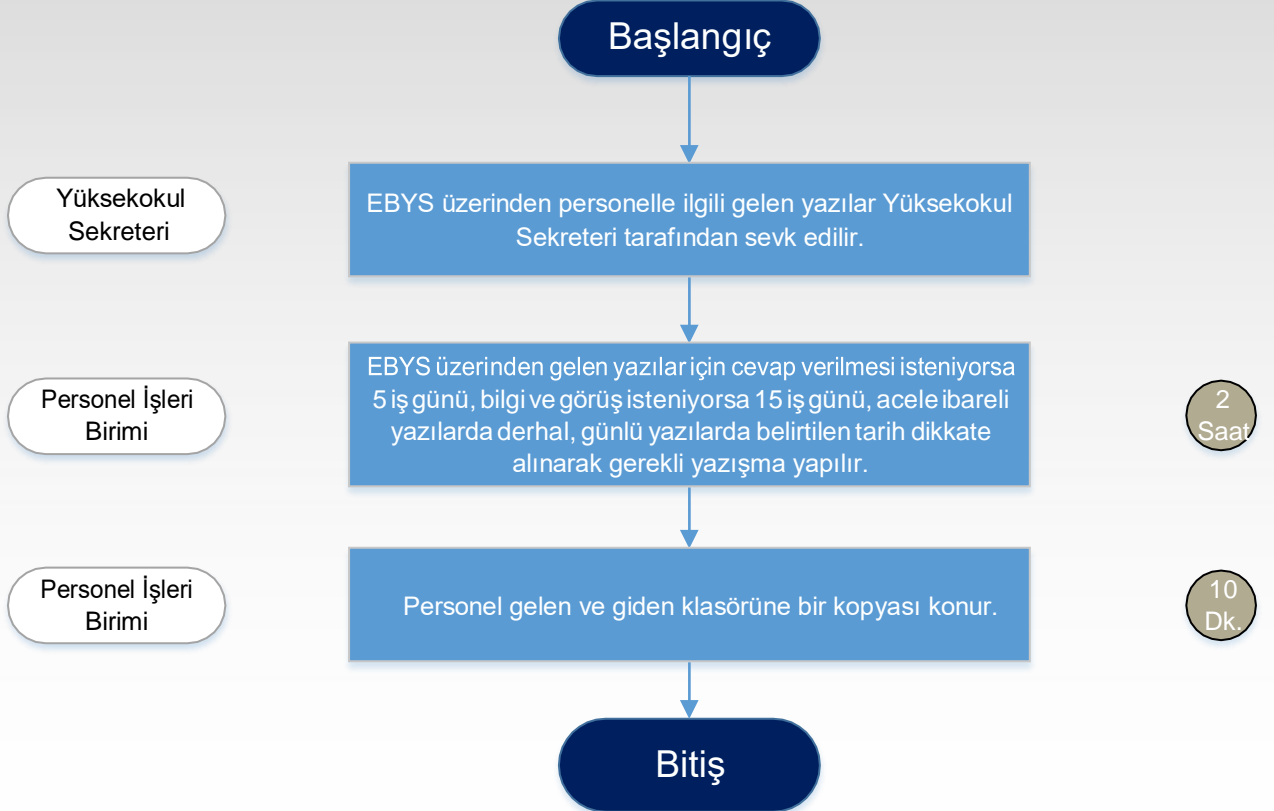 Başlangıç
Yüksekokul
Sekreteri
EBYS üzerinden personelle ilgili gelen yazılar Yüksekokul
Sekreteri tarafından sevk edilir.
Personel İşleri
Birimi
EBYS üzerinden gelen yazılar için cevap verilmesi isteniyorsa
5 iş günü, bilgi ve görüş isteniyorsa 15 iş günü, acele ibareli
yazılarda derhal, günlü yazılarda belirtilen tarih dikkate
alınarak gerekli yazışma yapılır.
2
Saat
Personel İşleri
Birimi
Personel gelen ve giden klasörüne bir kopyası konur.
10
Dk.
Bitiş